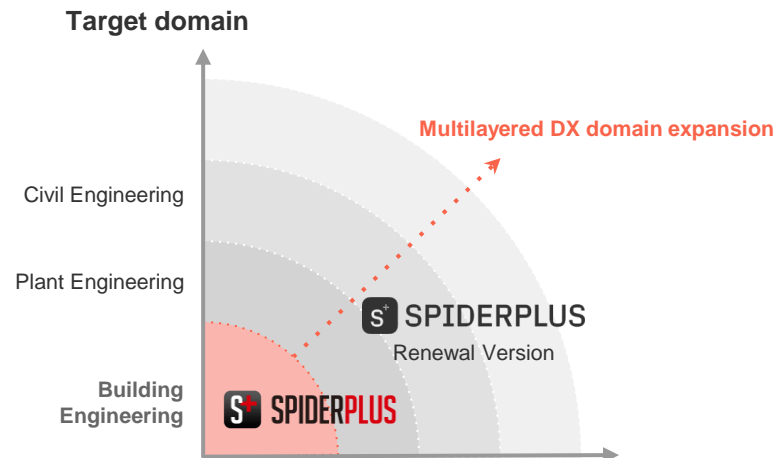 Target domain
Multilayered DX domain expansion
Civil Engineering
Plant Engineering
S+ SPIDERPLUS
Renewal Version
Building
Engineering
S+ SPIDERPLUS